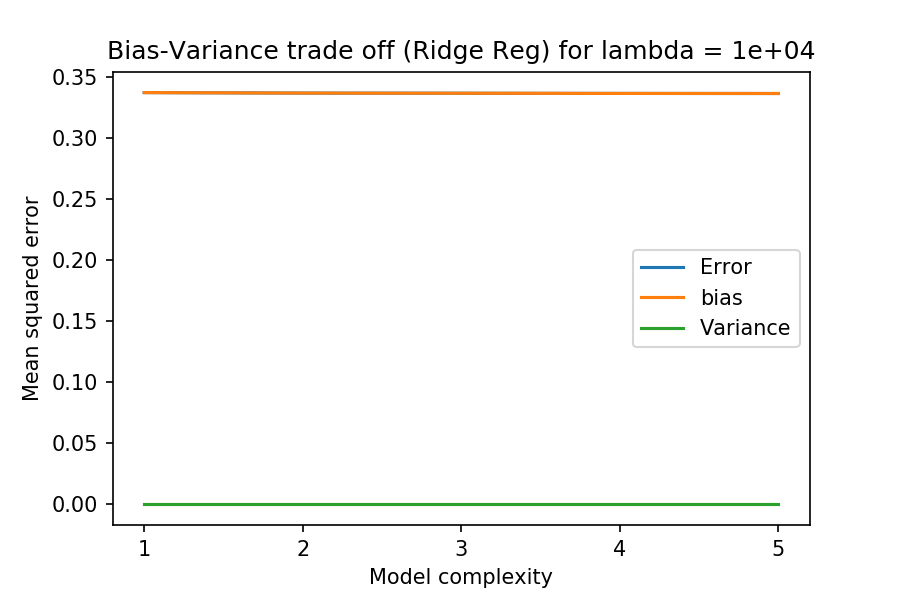 Bias-Variance trade off (Ridge Reg) for lambda = 1e+04
0.35
0.30
0.25
0.20
0.15
0.10
0.05
0.00
Mean squared error
Error
bias
Variance
1 2 3 4 5
Model complexity